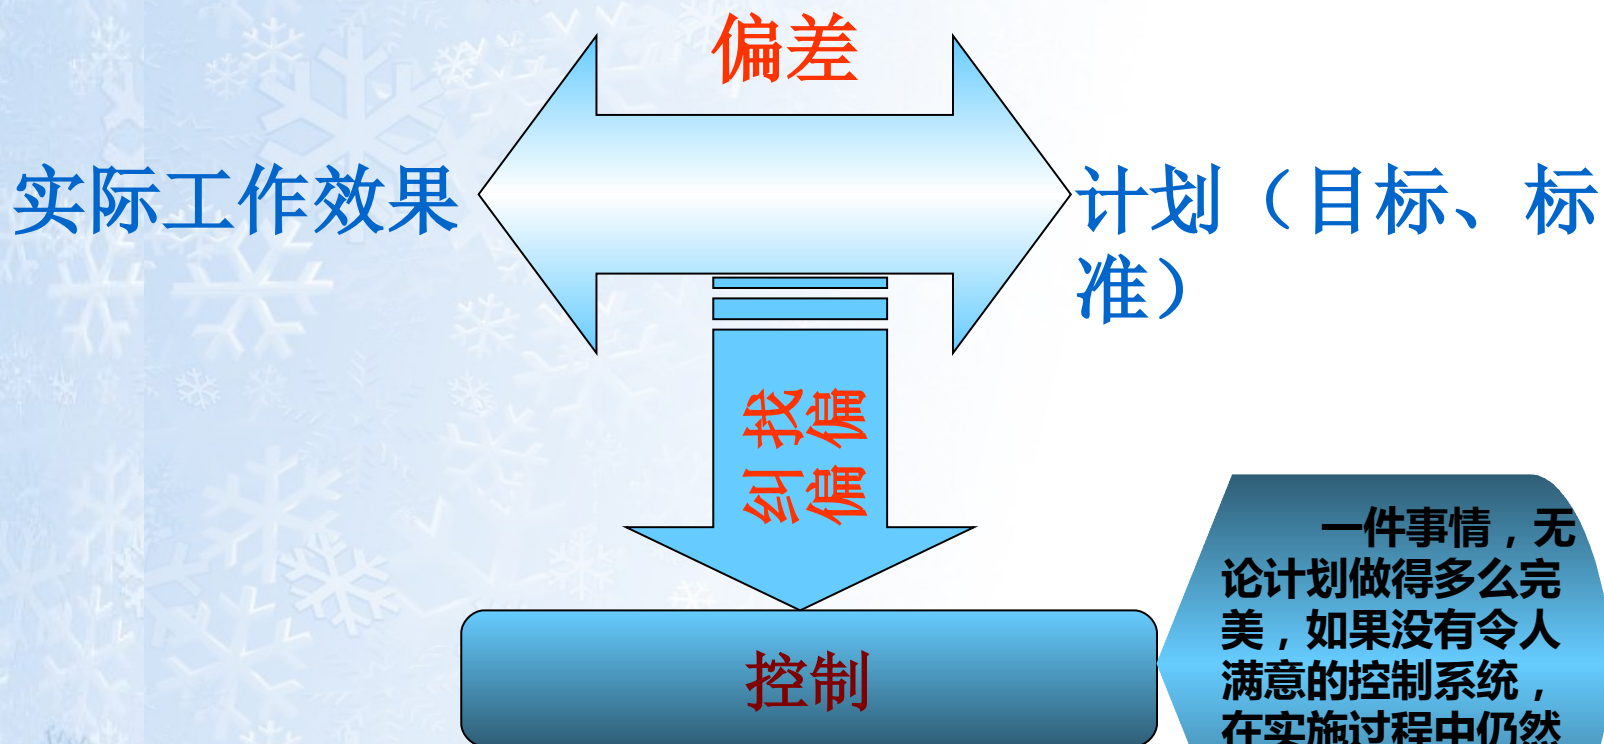 偏差
实际工作效果
计划（目标、标
准）
找偏
纠偏
控制
一件事情，无
论计划做得多么完
美，如果没有令人
满意的控制系统，
在实施过程中仍然